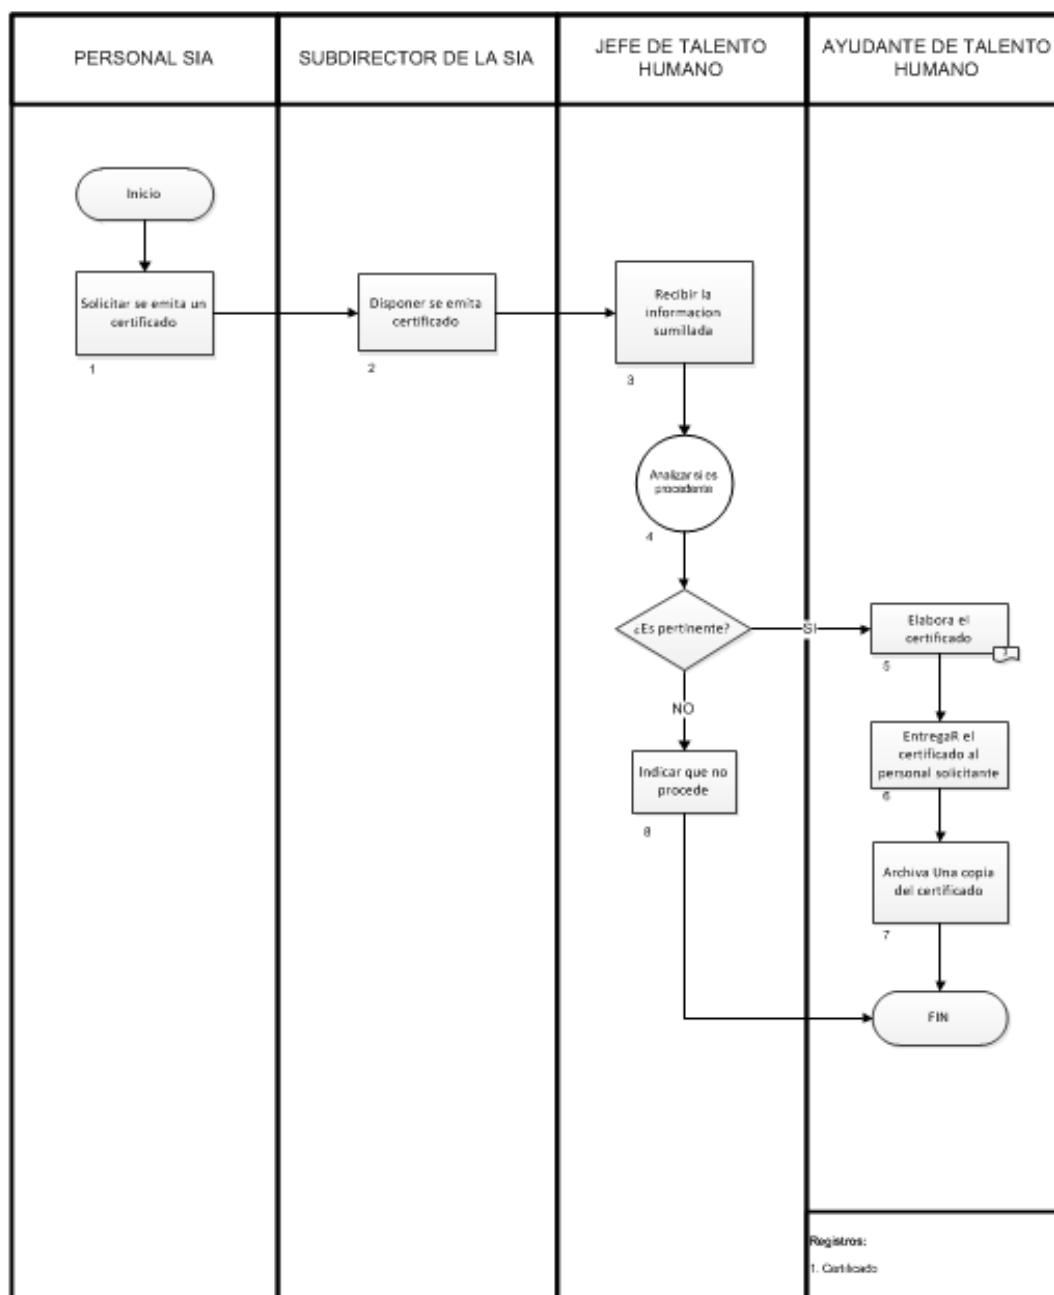 PERSONAL SIA
SUBDIRECTOR DE LA SIA
JEFE DE TALENTO
HUMANO
AYUDANTE DE TALENTO
HUMANO
Inicio
Solicitar se emita un
certificado
1
Disponer se emita
certificado
2
Recibir la
informacion
sumillada
3
Analizar si es
procedente
4
¿Es pertinente?
SI
Elabora el
certificado
5
NO
EntregaR el
certificado al
personal solicitante
6
Indicar que no
procede
8
Archiva Una copia
del certificado
7
FIN
Registros:
1. Certificado